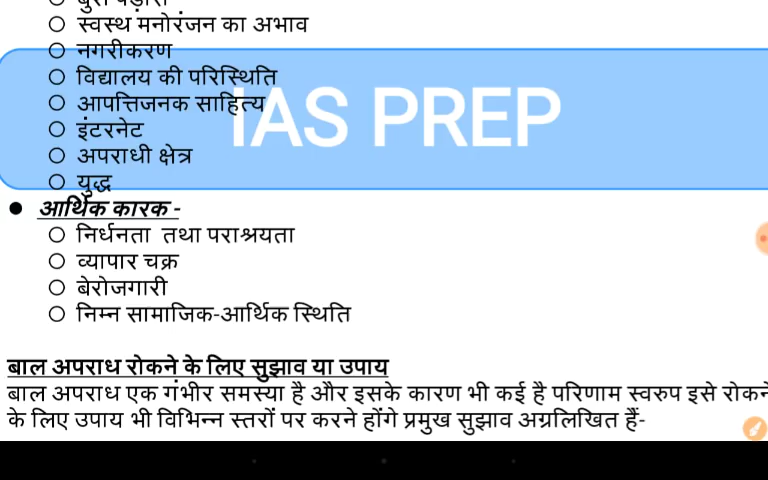 स्वस्थ मनोरंजन का अभाव
नगरीकरण
विद्यालय की परिस्थिति
आपत्तिजनक साहित्य
इंटरनेट
अपराधी क्षेत्र
युद्ध
IAS PREP
आर्थिक कारक -
निर्धनता तथा पराश्रयता
व्यापार चक्र
बेरोजगारी
निम्न सामाजिक-आर्थिक स्थिति
बाल अपराध रोकने के लिए सुझाव या उपाय
बाल अपराध एक गंभीर समस्या है और इसके कारण भी कई है परिणाम स्वरुप इसे रोकने
के लिए उपाय भी विभिन्न स्तरों पर करने होंगे प्रमुख सुझाव अग्रलिखित हैं-